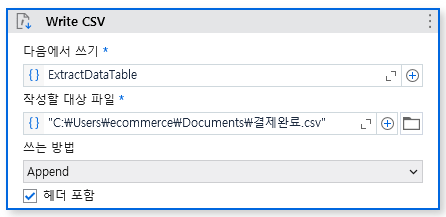 Write CSV
다음에서 쓰기 *
{ } ExtractDataTable
작성할 대상 파일 *
{ } "C:₩Users₩ecommerce₩Documents₩결제완료.csv"
쓰는 방법
Append
헤더 포함